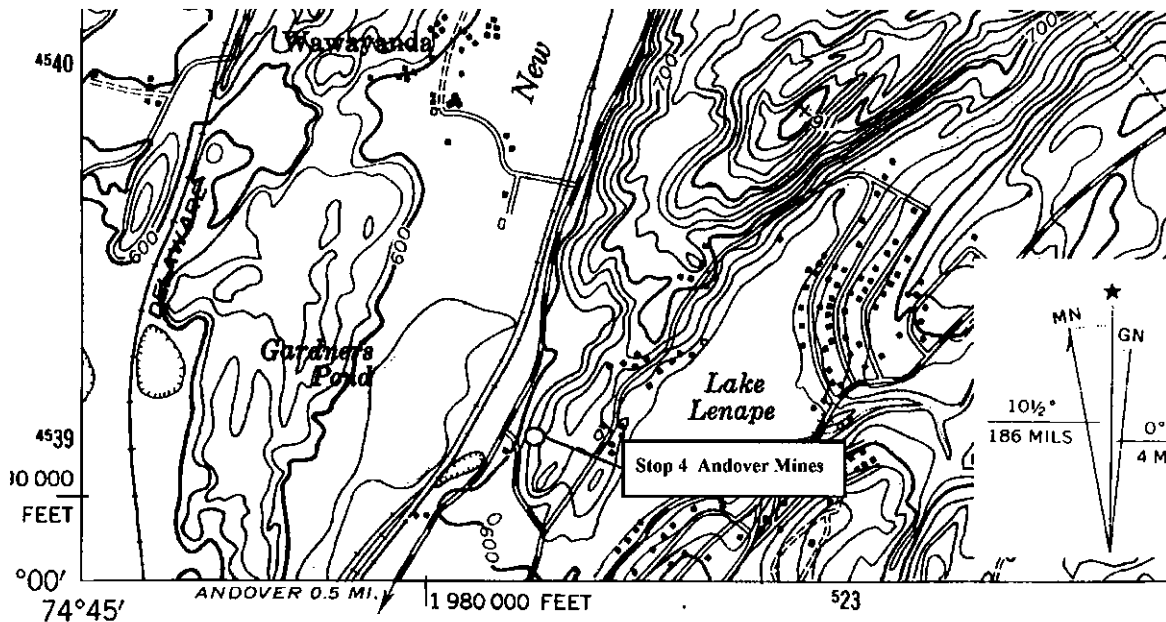 4540
Wawayanda
New
700
700
600
DELAWARE
600
Gardners
Pond
Lake
Lenape
MN
GN
10½°
186 MILS
0°
4 M
4539
Stop 4 Andover Mines
00 000
FEET
600
°00'
74°45'
ANDOVER 0.5 MI.
1 980 000 FEET
523